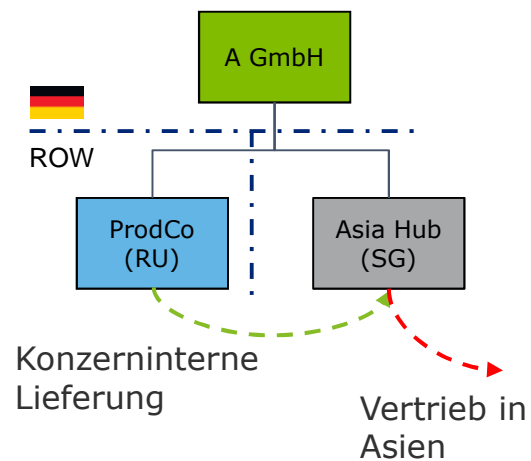 A GmbH
ROW
ProdCo
(RU)
Asia Hub
(SG)
Konzerninterne
Lieferung
Vertrieb in
Asien